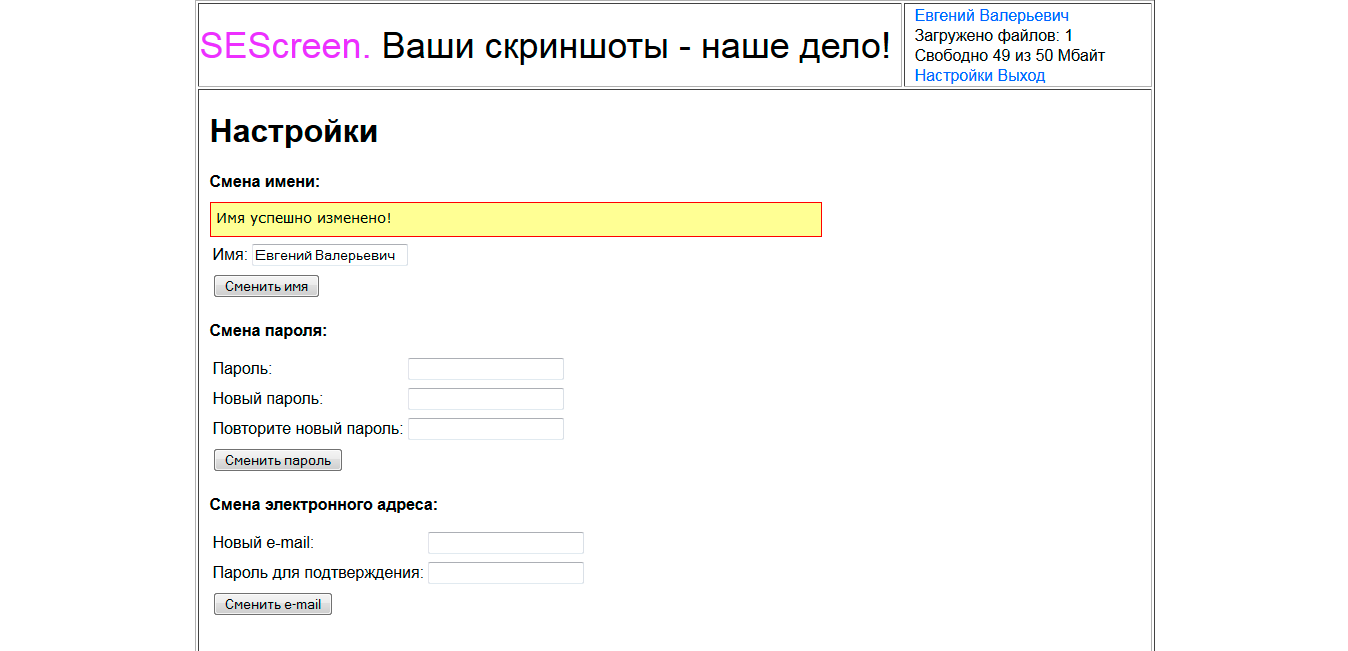 SEScreen. Ваши скриншоты - наше дело!
Евгений Валерьевич
Загружено файлов: 1
Свободно 49 из 50 Мбайт
Настройки Выход
Настройки
Смена имени:
Имя успешно изменено!
Имя: Евгений Валерьевич
Сменить имя
Смена пароля:
Пароль:
Новый пароль:
Повторите новый пароль:
Сменить пароль
Смена электронного адреса:
Новый e-mail:
Пароль для подтверждения:
Сменить e-mail